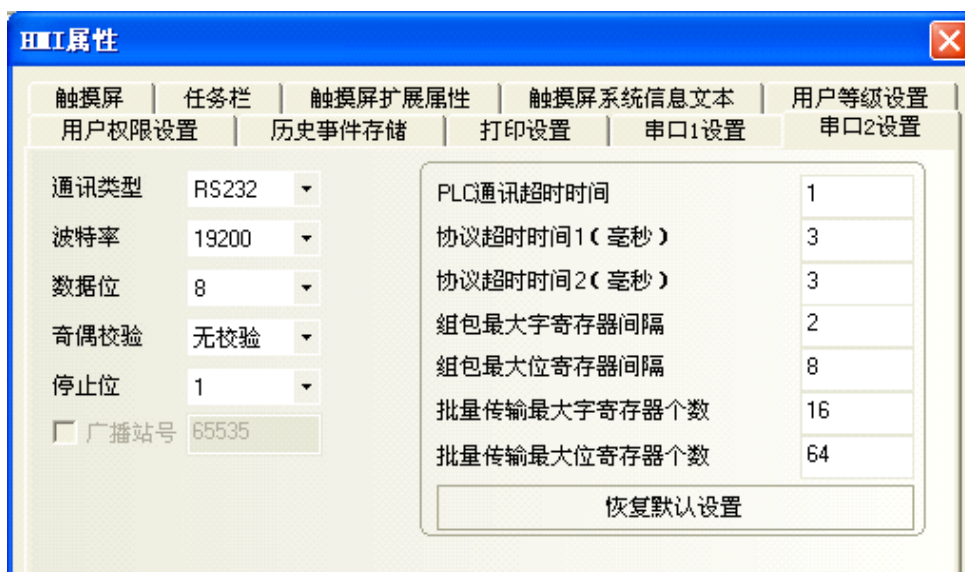 HMI属性
触摸屏 任务栏 触摸屏扩展属性 触摸屏系统信息文本 用户等级设置
用户权限设置 历史事件存储 打印设置 串口1设置 串口2设置
通讯类型 RS232
波特率 19200
数据位 8
奇偶校验 无校验
停止位 1
广播站号 65535
PLC通讯超时时间 1
协议超时时间1(毫秒) 3
协议超时时间2(毫秒) 3
组包最大字寄存器间隔 2
组包最大位寄存器间隔 8
批量传输最大字寄存器个数 16
批量传输最大位寄存器个数 64
恢复默认设置